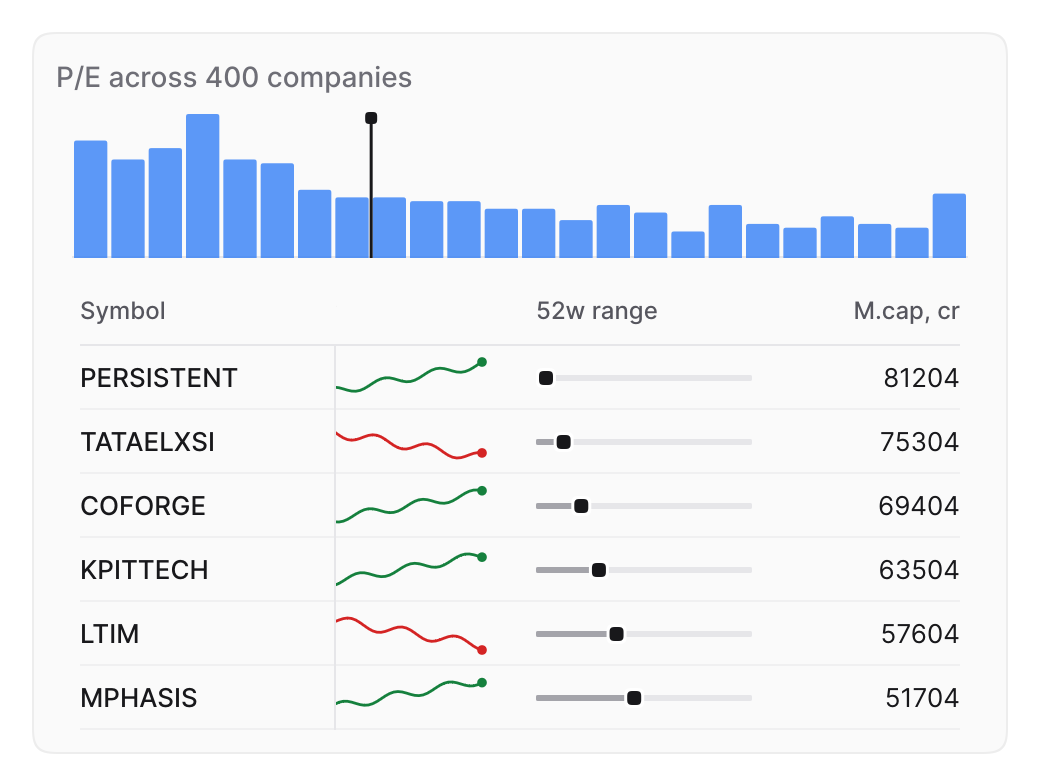 P/E across 400 companies
Symbol 52w range M.cap, cr
PERSISTENT 81204
TATAELXSI 75304
COFORGE 69404
KPITTECH 63504
LTIM 57604
MPHASIS 51704